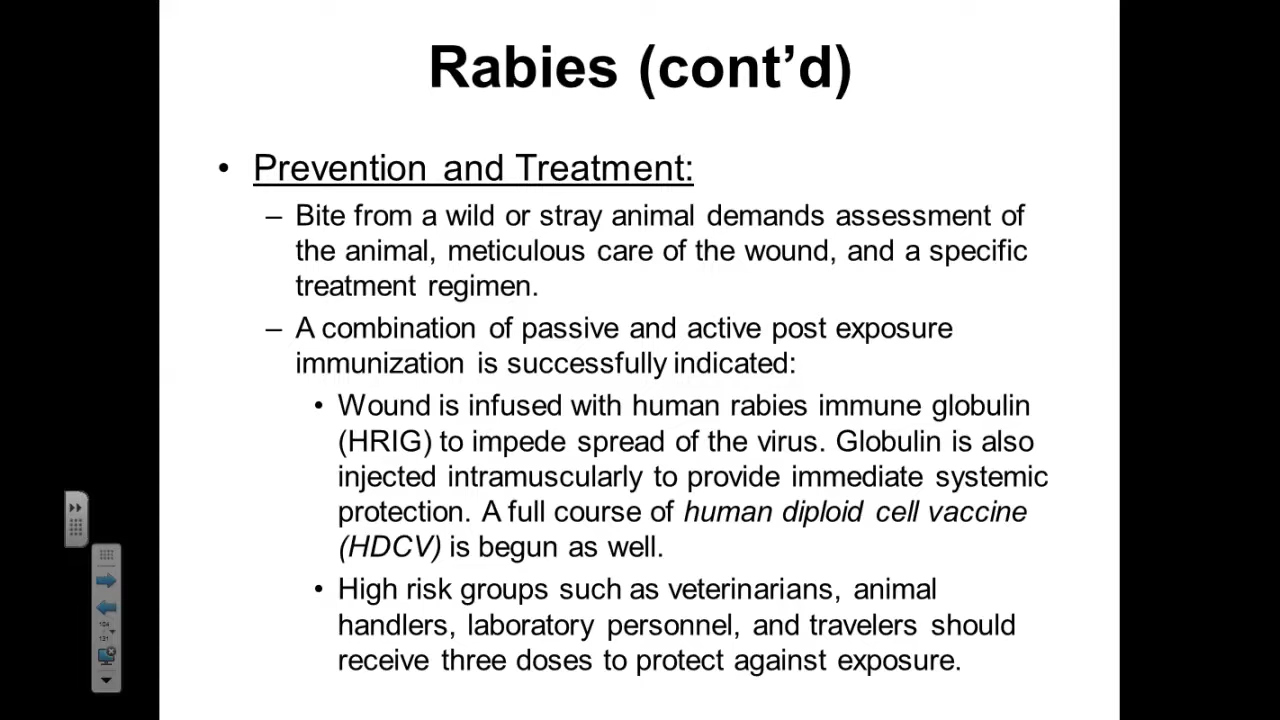 Rabies (cont’d)
• Prevention and Treatment:
– Bite from a wild or stray animal demands assessment of
the animal, meticulous care of the wound, and a specific
treatment regimen.
– A combination of passive and active post exposure
immunization is successfully indicated:
• Wound is infused with human rabies immune globulin
(HRIG) to impede spread of the virus. Globulin is also
injected intramuscularly to provide immediate systemic
protection. A full course of human diploid cell vaccine
(HDCV) is begun as well.
• High risk groups such as veterinarians, animal
handlers, laboratory personnel, and travelers should
receive three doses to protect against exposure.